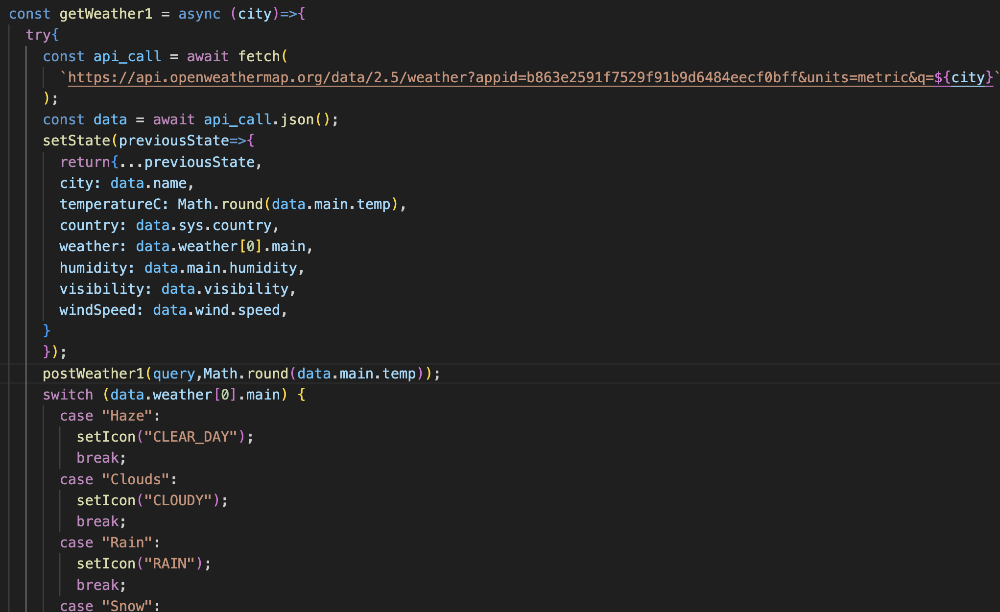 const getWeather1 = async (city)=>{
try{
const api_call = await fetch(
`https://api.openweathermap.org/data/2.5/weather?appid=b863e2591f7529f91b9d6484eecf0bff&units=metric&q=${city}`
);
const data = await api_call.json();
setState(previousState=>{
return{...previousState,
city: data.name,
temperatureC: Math.round(data.main.temp),
country: data.sys.country,
weather: data.weather[0].main,
humidity: data.main.humidity,
visibility: data.visibility,
windSpeed: data.wind.speed,
}
});
postWeather1(query,Math.round(data.main.temp));
switch (data.weather[0].main) {
case "Haze":
setIcon("CLEAR_DAY");
break;
case "Clouds":
setIcon("CLOUDY");
break;
case "Rain":
setIcon("RAIN");
break;
case "Snow":